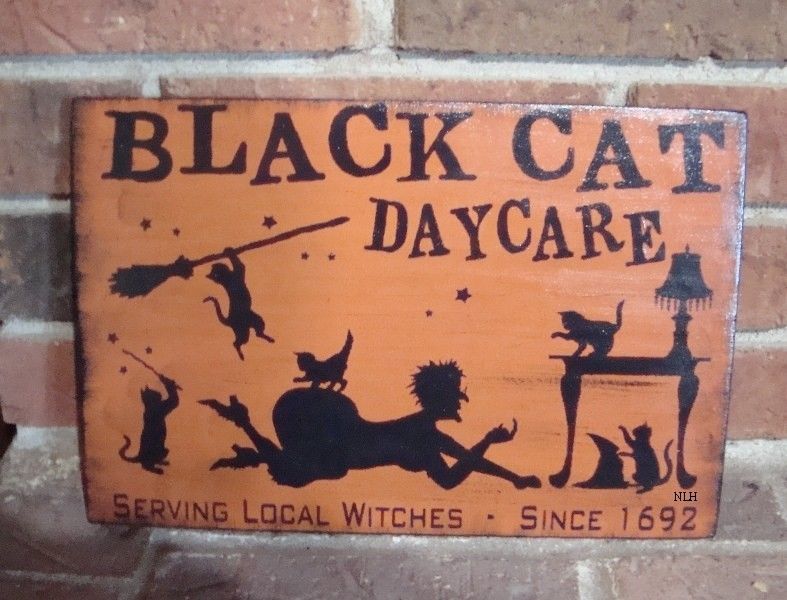 BLACK CAT
DAYCARE
NLH
SERVING LOCAL WITCHES - SINCE 1692